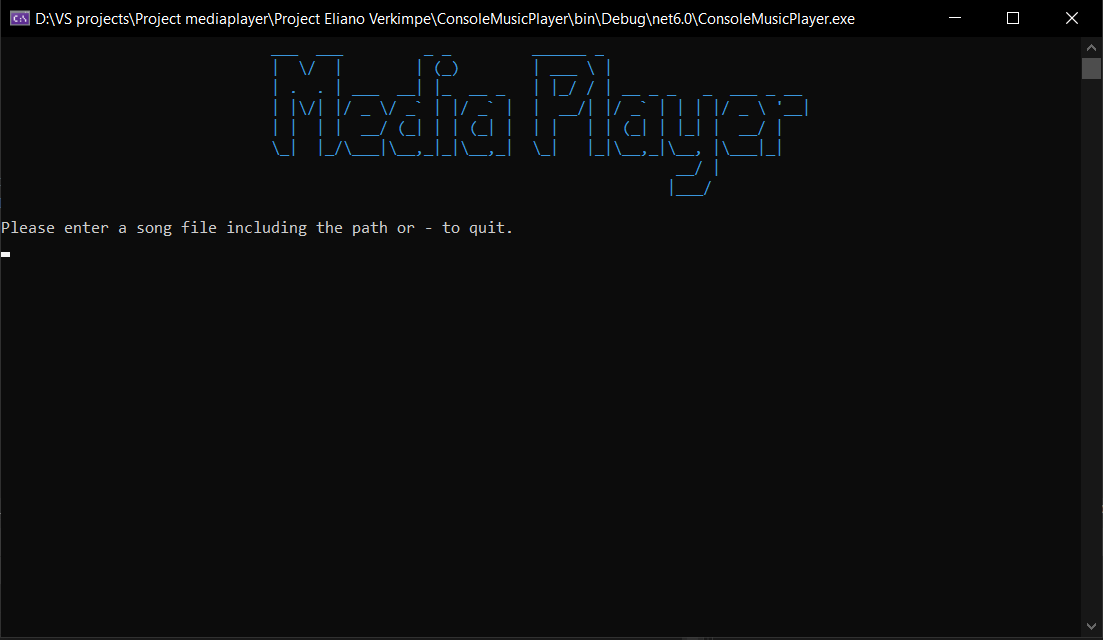 D:\VS projects\Project mediaplayer\Project Eliano Verkimpe\ConsoleMusicPlayer\bin\Debug\net6.0\ConsoleMusicPlayer.exe
Media Player
Please enter a song file including the path or - to quit.